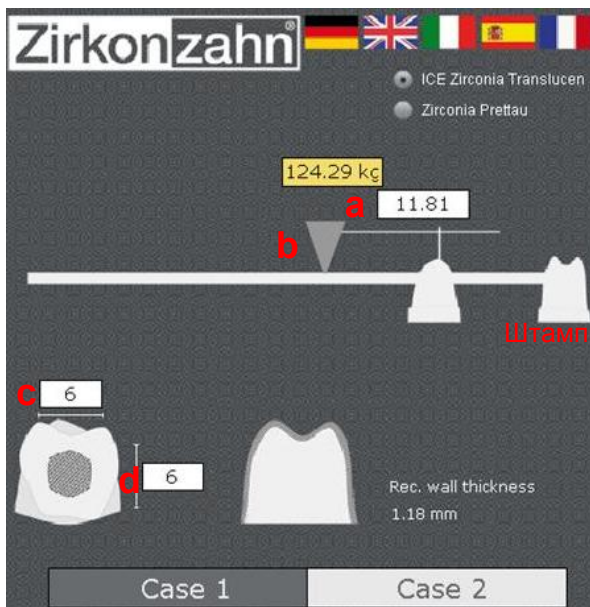 Zirkonzahn®
ICE Zirconia Translucen
Zirconia Prettau
124.29 kg
a 11.81
b
Штамп
c 6
d 6
Rec. wall thickness
1.18 mm
Case 1 Case 2